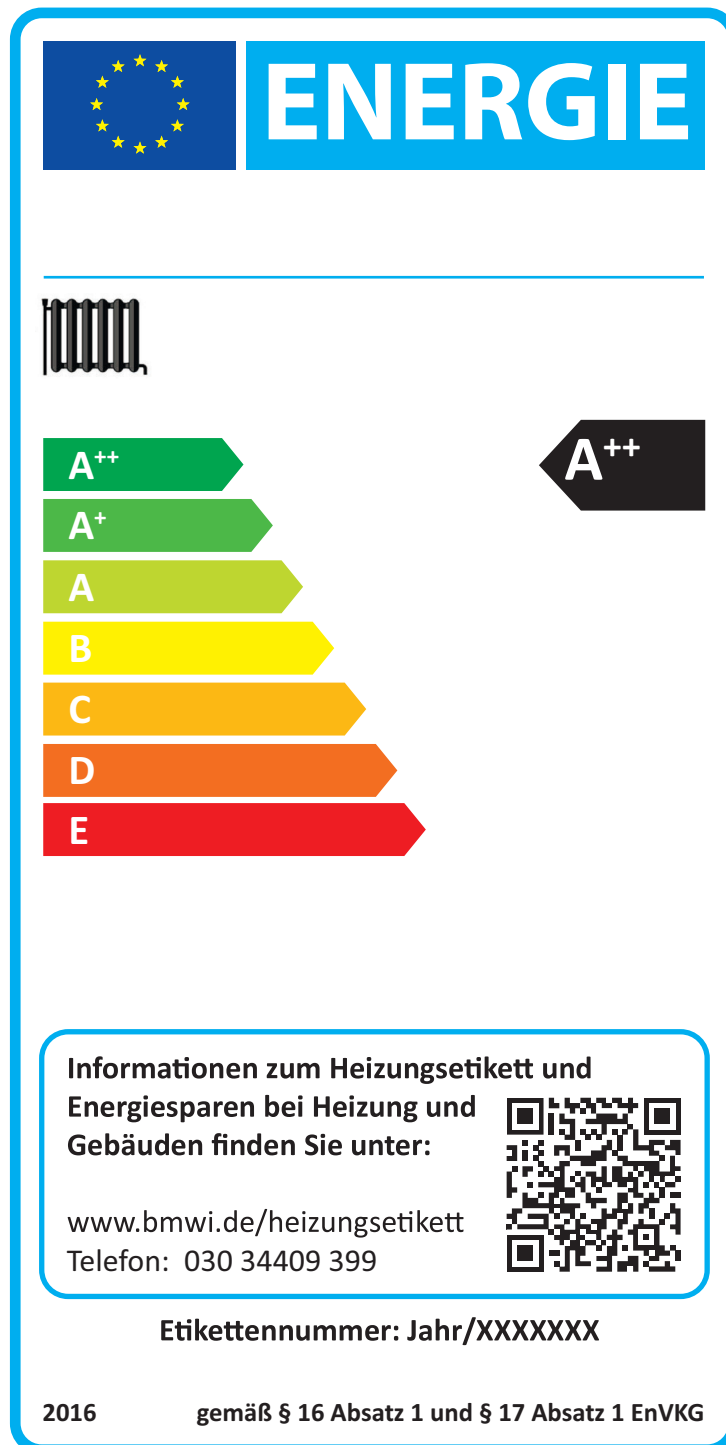 ENERGIE
A++
A++
A+
A
B
C
D
E
Informationen zum Heizungsetikett und
Energiesparen bei Heizung und
Gebäuden finden Sie unter:
www.bmwi.de/heizungsetikett
Telefon: 030 34409 399
Etikettennummer: Jahr/XXXXXXX
2016 gemäß § 16 Absatz 1 und § 17 Absatz 1 EnVKG